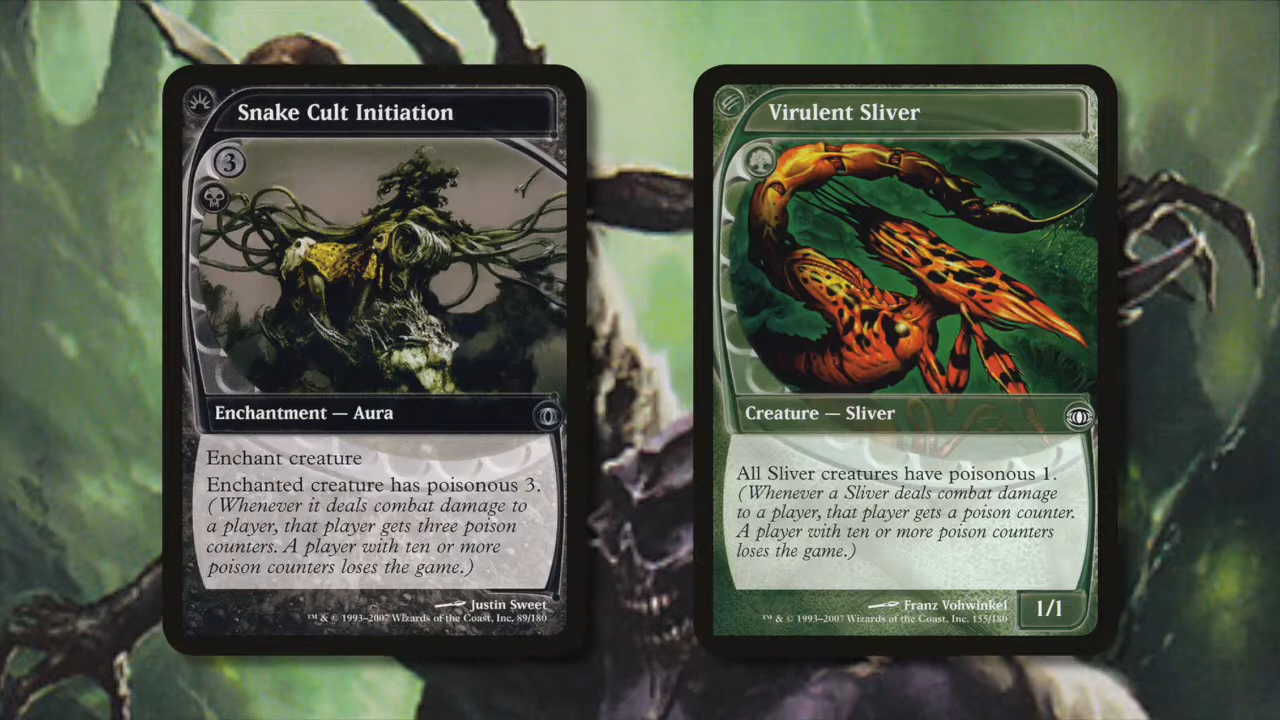 Snake Cult Initiation
3
Enchantment — Aura
Enchant creature
Enchanted creature has poisonous 3.
(Whenever it deals combat damage to
a player, that player gets three poison
counters. A player with ten or more
poison counters loses the game.)
Justin Sweet
™ & © 1993–2007 Wizards of the Coast, Inc. 89/180
Virulent Sliver
Creature — Sliver
All Sliver creatures have poisonous 1.
(Whenever a Sliver deals combat damage
to a player, that player gets a poison counter.
A player with ten or more poison counters
loses the game.)
Franz Vohwinkel
™ & © 1993–2007 Wizards of the Coast, Inc. 155/180
1/1